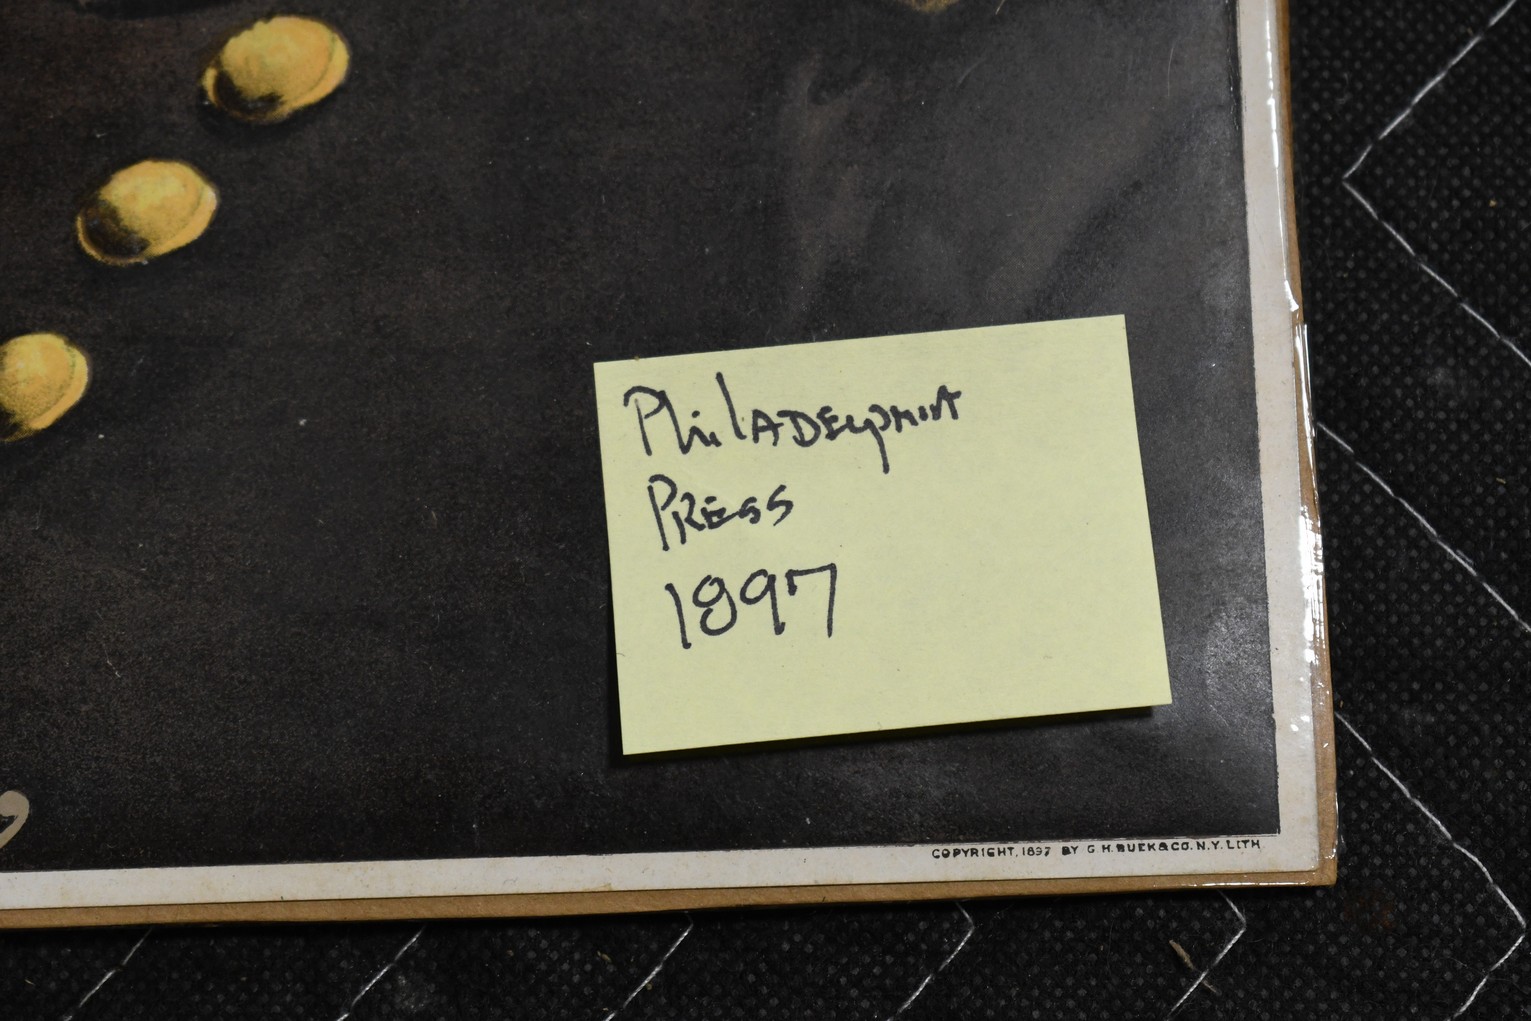 PhilADElphiA
PRESS
1897
COPYRIGHT, 1897 BY G.H. BUEK & CO. N.Y. LITH